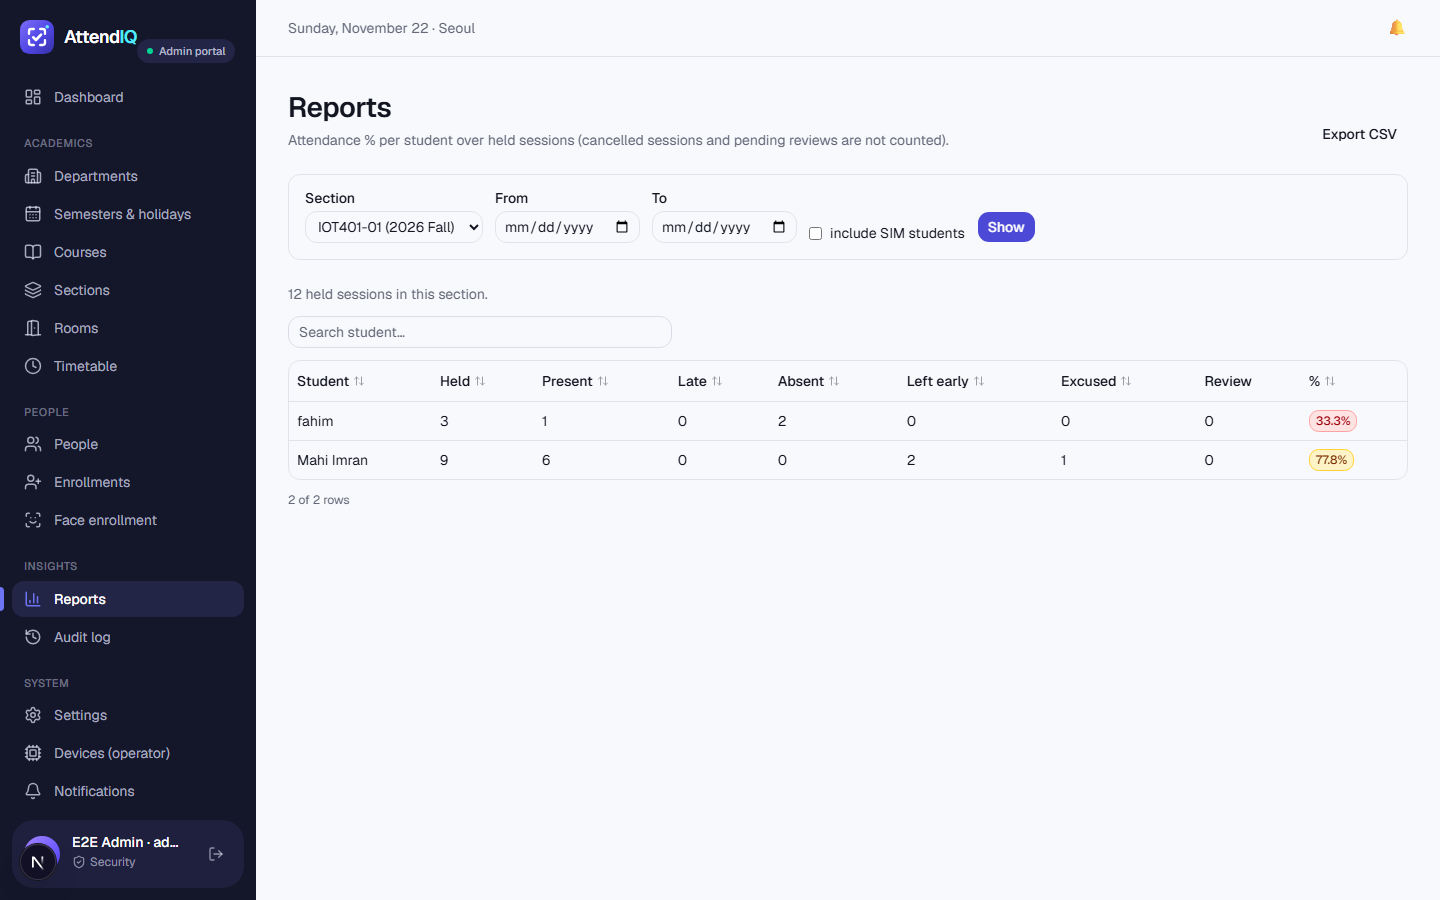 AttendIQ
Admin portal
Dashboard
ACADEMICS
Departments
Semesters & holidays
Courses
Sections
Rooms
Timetable
PEOPLE
People
Enrollments
Face enrollment
INSIGHTS
Reports
Audit log
SYSTEM
Settings
Devices (operator)
Notifications
N
E2E Admin · ad...
Security
Sunday, November 22 · Seoul
Reports
Attendance % per student over held sessions (cancelled sessions and pending reviews are not counted).
Export CSV
Section From To
IOT401-01 (2026 Fall) mm/dd/yyyy mm/dd/yyyy include SIM students Show
12 held sessions in this section.
Search student...
Student Held Present Late Absent Left early Excused Review %
fahim 3 1 0 2 0 0 0 33.3%
Mahi Imran 9 6 0 0 2 1 0 77.8%
2 of 2 rows